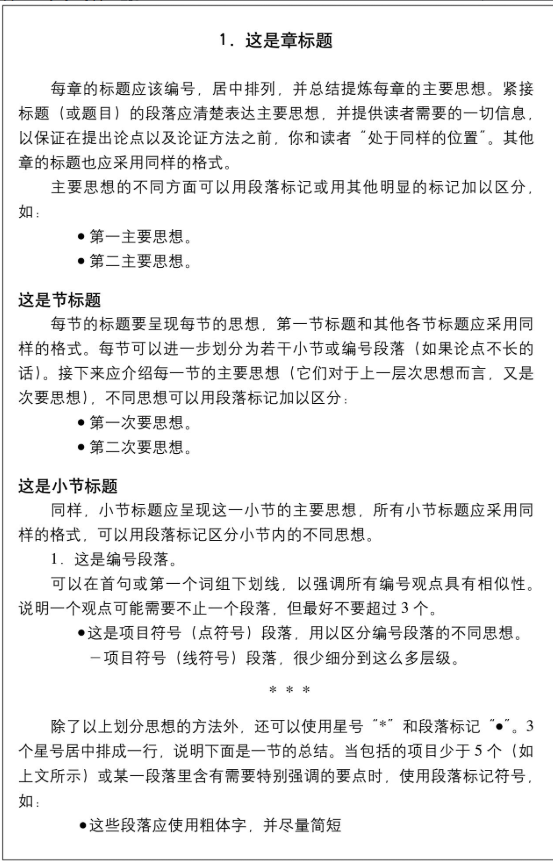 1. 这是章标题
每章的标题应该编号，居中排列，并总结提炼每章的主要思想。紧接
标题（或题目）的段落应清楚表达主要思想，并提供读者需要的一切信息，
以保证在提出论点以及论证方法之前，你和读者“处于同样的位置”。其他
章的标题也应采用同样的格式。
主要思想的不同方面可以用段落标记或用其他明显的标记加以区分，
如：
●第一主要思想。
●第二主要思想。
这是节标题
每节的标题要呈现每节的思想，第一节标题和其他各节标题应采用同
样的格式。每节可以进一步划分为若干小节或编号段落（如果论点不长的
话）。接下来应介绍每一节的主要思想（它们对于上一层次思想而言，又是
次要思想），不同思想可以用段落标记加以区分：
●第一次要思想。
●第二次要思想。
这是小节标题
同样，小节标题应呈现这一小节的主要思想，所有小节标题应采用同
样的格式，可以用段落标记区分小节内的不同思想。
1. 这是编号段落。
可以在首句或第一个词组下划线，以强调所有编号观点具有相似性。
说明一个观点可能需要不止一个段落，但最好不要超过 3 个。
●这是项目符号（点符号）段落，用以区分编号段落的不同思想。
－项目符号（线符号）段落，很少细分到这么多层级。
* * *
除了以上划分思想的方法外，还可以使用星号“*”和段落标记“●”。3
个星号居中排成一行，说明下面是一节的总结。当包括的项目少于 5 个（如
上文所示）或某一段落里含有需要特别强调的要点时，使用段落标记符号，
如：
●这些段落应使用粗体字，并尽量简短